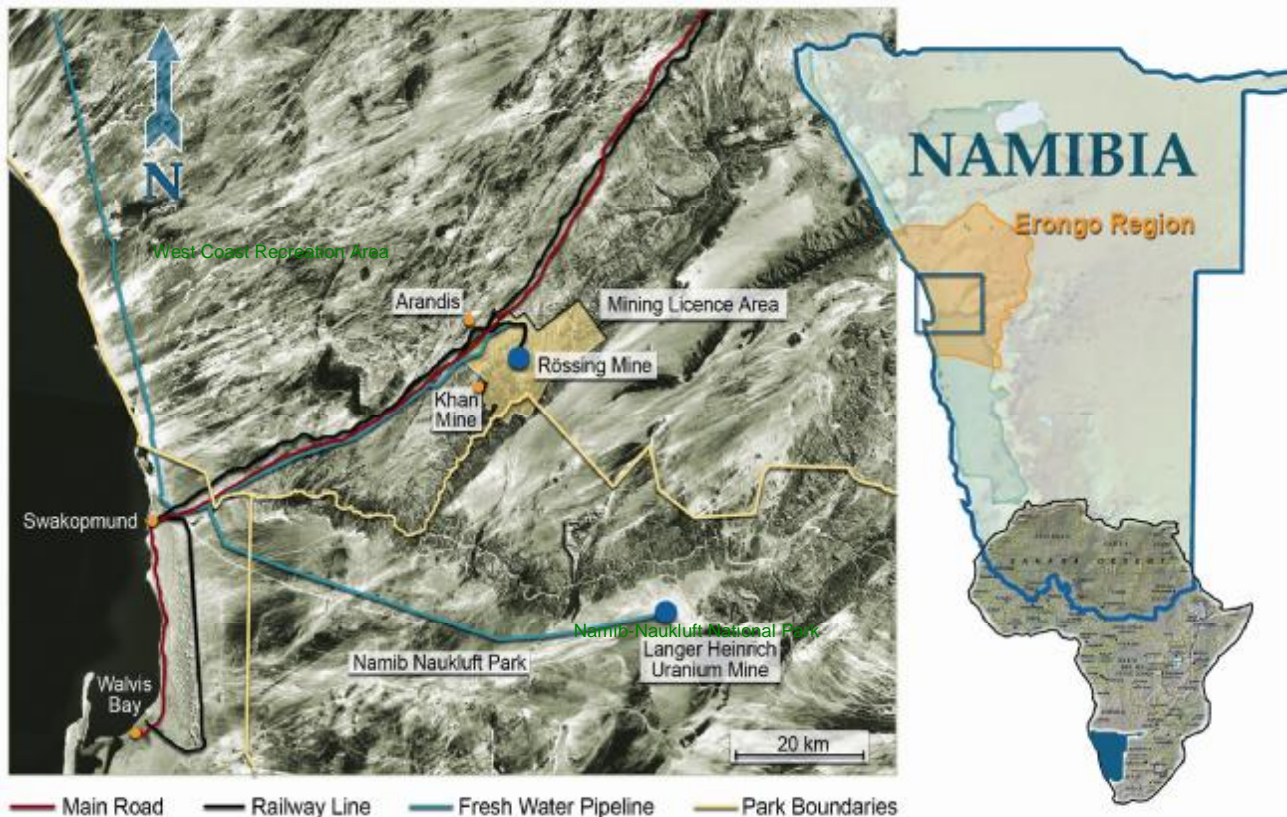 N
West Coast Recreation Area
Arandis
Mining Licence Area
Rössing Mine
Khan
Mine
Swakopmund
Namib-Naukluft National Park
Langer Heinrich
Uranium Mine
Namib Naukluft Park
Walvis
Bay
20 km
Main Road
Railway Line
Fresh Water Pipeline
Park Boundaries
NAMIBIA
Erongo Region